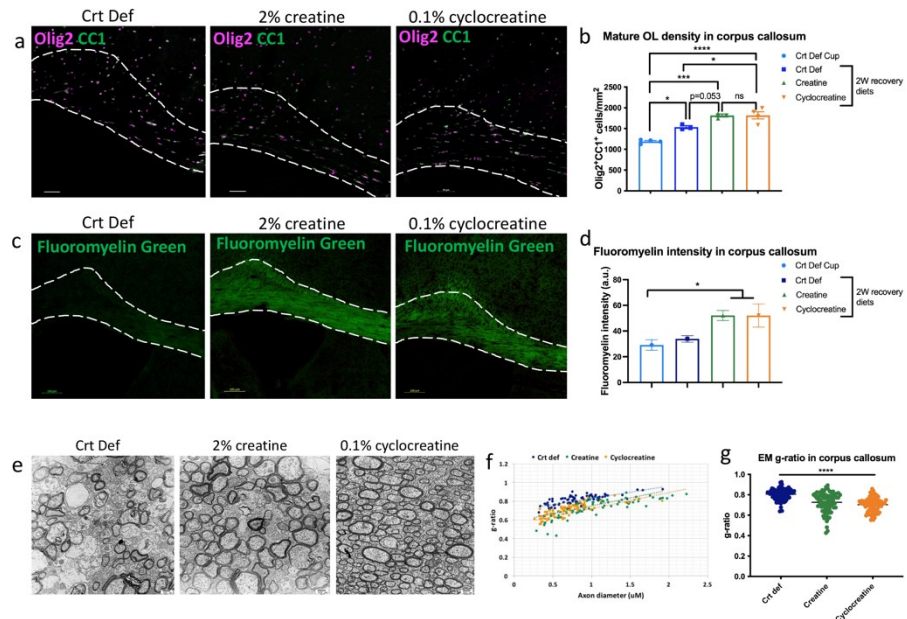 Crt Def
2% creatine
0.1% cyclocreatine
a
Olig2 CC1
Olig2 CC1
Olig2 CC1
b
Mature OL density in corpus callosum
****
*
***
*
p=0.053
ns
Olig2⁺CC1⁺ cells/mm²
2500
2000
1500
1000
500
0
Crt Def Cup
Crt Def
Creatine
Cyclocreatine
2W recovery
diets
c
Crt Def
2% creatine
0.1% cyclocreatine
Fluoromyelin Green
Fluoromyelin Green
Fluoromyelin Green
d
Fluoromyelin intensity in corpus callosum
*
Fluoromyelin intensity (a.u.)
80
60
40
20
0
Crt Def Cup
Crt Def
Creatine
Cyclocreatine
2W recovery
diets
e
Crt Def
2% creatine
0.1% cyclocreatine
f
Crt def
Creatine
Cyclocreatine
g-ratio
1
0.8
0.6
0.4
0.2
0
0
0.5
1
1.5
2
2.5
Axon diameter (uM)
g
EM g-ratio in corpus callosum
****
g-ratio
1.0
0.8
0.6
0.4
0.2
0.0
Crt def
Creatine
Cyclocreatine